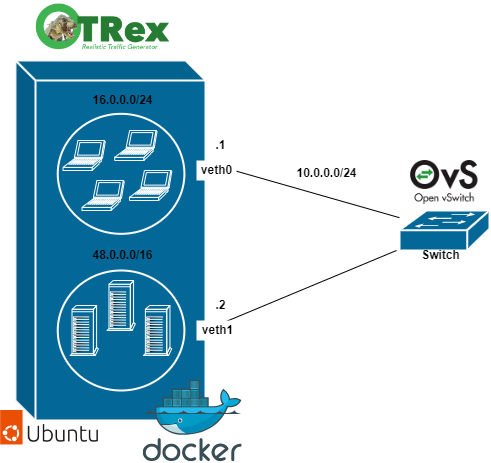 TRex
Realistic Traffic Generator
16.0.0.0/24
.1
veth0
10.0.0.0/24
OvS
Open vSwitch
Switch
48.0.0.0/16
.2
veth1
Ubuntu
docker